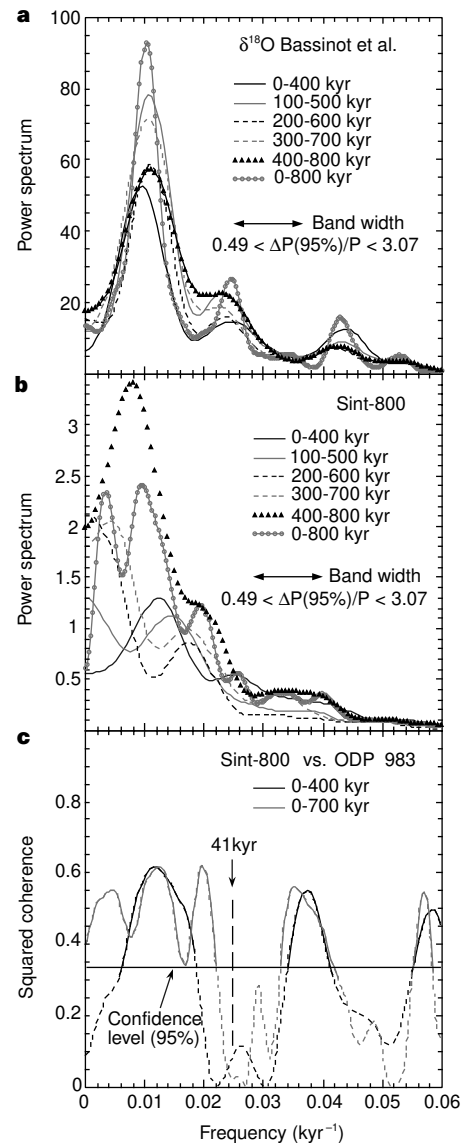 a
100
80
60
40
20
Power spectrum
δ18O Bassinot et al.
0-400 kyr
100-500 kyr
200-600 kyr
300-700 kyr
400-800 kyr
0-800 kyr
Band width
0.49 < ΔP(95%)/P < 3.07
b
3
2.5
2
1.5
1
0.5
Power spectrum
Sint-800
0-400 kyr
100-500 kyr
200-600 kyr
300-700 kyr
400-800 kyr
0-800 kyr
Band width
0.49 < ΔP(95%)/P < 3.07
c
0.8
0.6
0.4
0.2
0
Squared coherence
Sint-800 vs. ODP 983
0-400 kyr
0-700 kyr
41kyr
Confidence
level (95%)
0 0.01 0.02 0.03 0.04 0.05 0.06
Frequency (kyr−1)